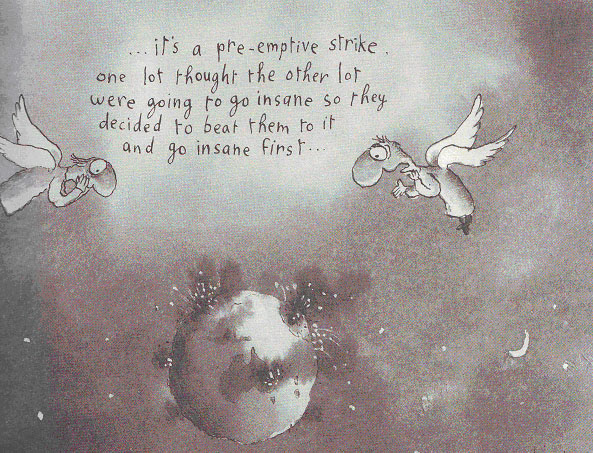 ...it's a pre-emptive strike.
one lot thought the other lot
were going to go insane so they
decided to beat them to it
and go insane first...